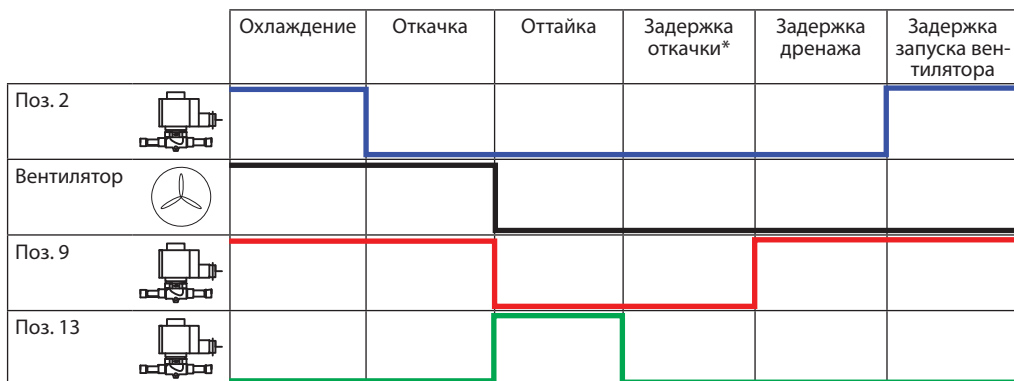 Охлаждение
Откачка
Оттайка
Задержка
откачки*
Задержка
дренажа
Задержка
запуска вен-
тилятора
Поз. 2
Вентилятор
Поз. 9
Поз. 13